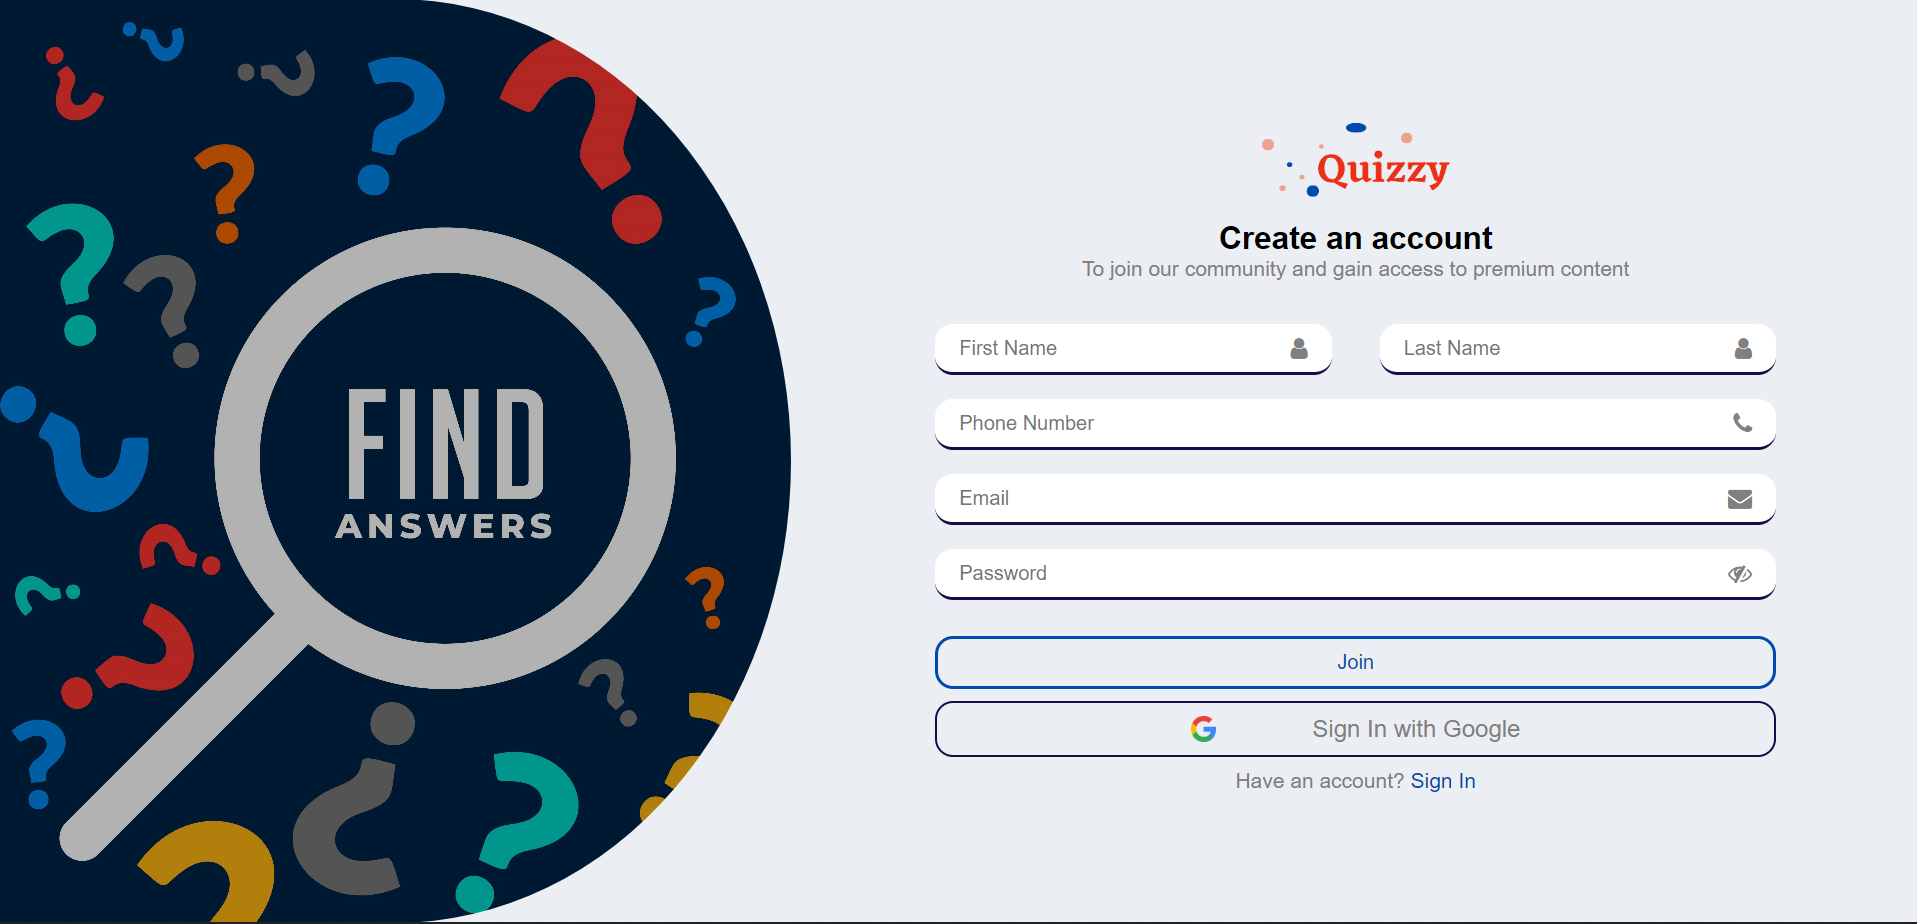 FIND
ANSWERS
Quizzy
Create an account
To join our community and gain access to premium content
First Name
Last Name
Phone Number
Email
Password
Join
Sign In with Google
Have an account? Sign In